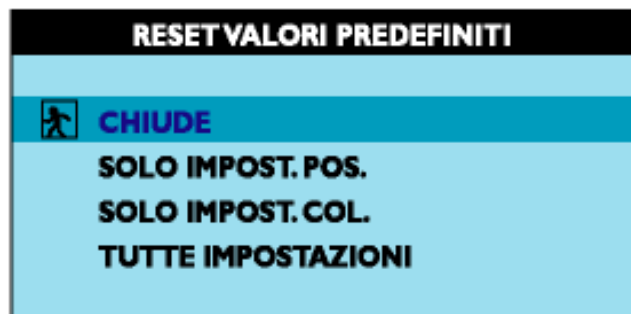 RESET VALORI PREDEFINITI
CHIUDE
SOLO IMPOST. POS.
SOLO IMPOST. COL.
TUTTE IMPOSTAZIONI